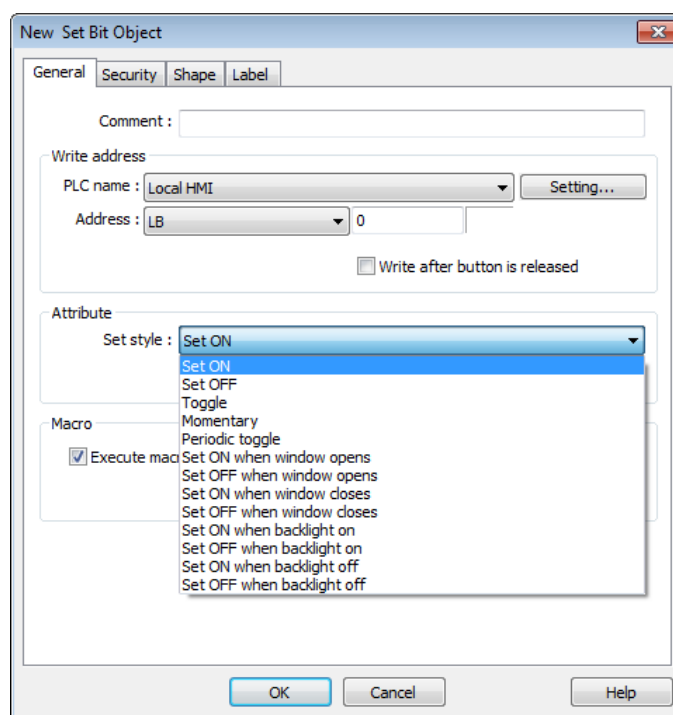 New Set Bit Object
General Security Shape Label
Comment :
Write address
PLC name : Local HMI Setting...
Address : LB 0
Write after button is released
Attribute
Set style : Set ON
Set ON
Set OFF
Toggle
Momentary
Macro
Periodic toggle
Execute mac Set ON when window opens
Set OFF when window opens
Set ON when window closes
Set OFF when window closes
Set ON when backlight on
Set OFF when backlight on
Set ON when backlight off
Set OFF when backlight off
OK Cancel Help